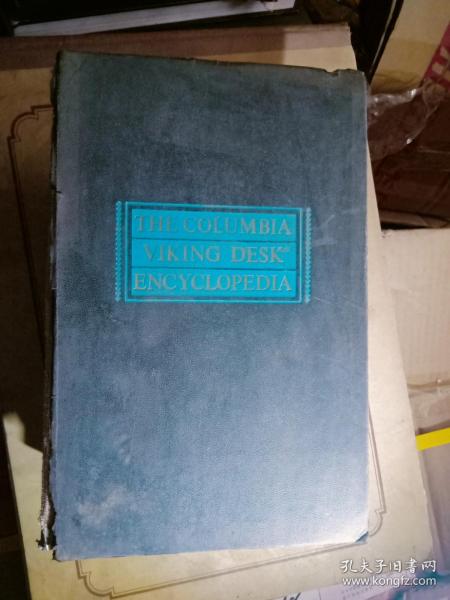 THE COLUMBIA
VIKING DESK
ENCYCLOPEDIA
孔夫子旧书网
www.kongfz.com